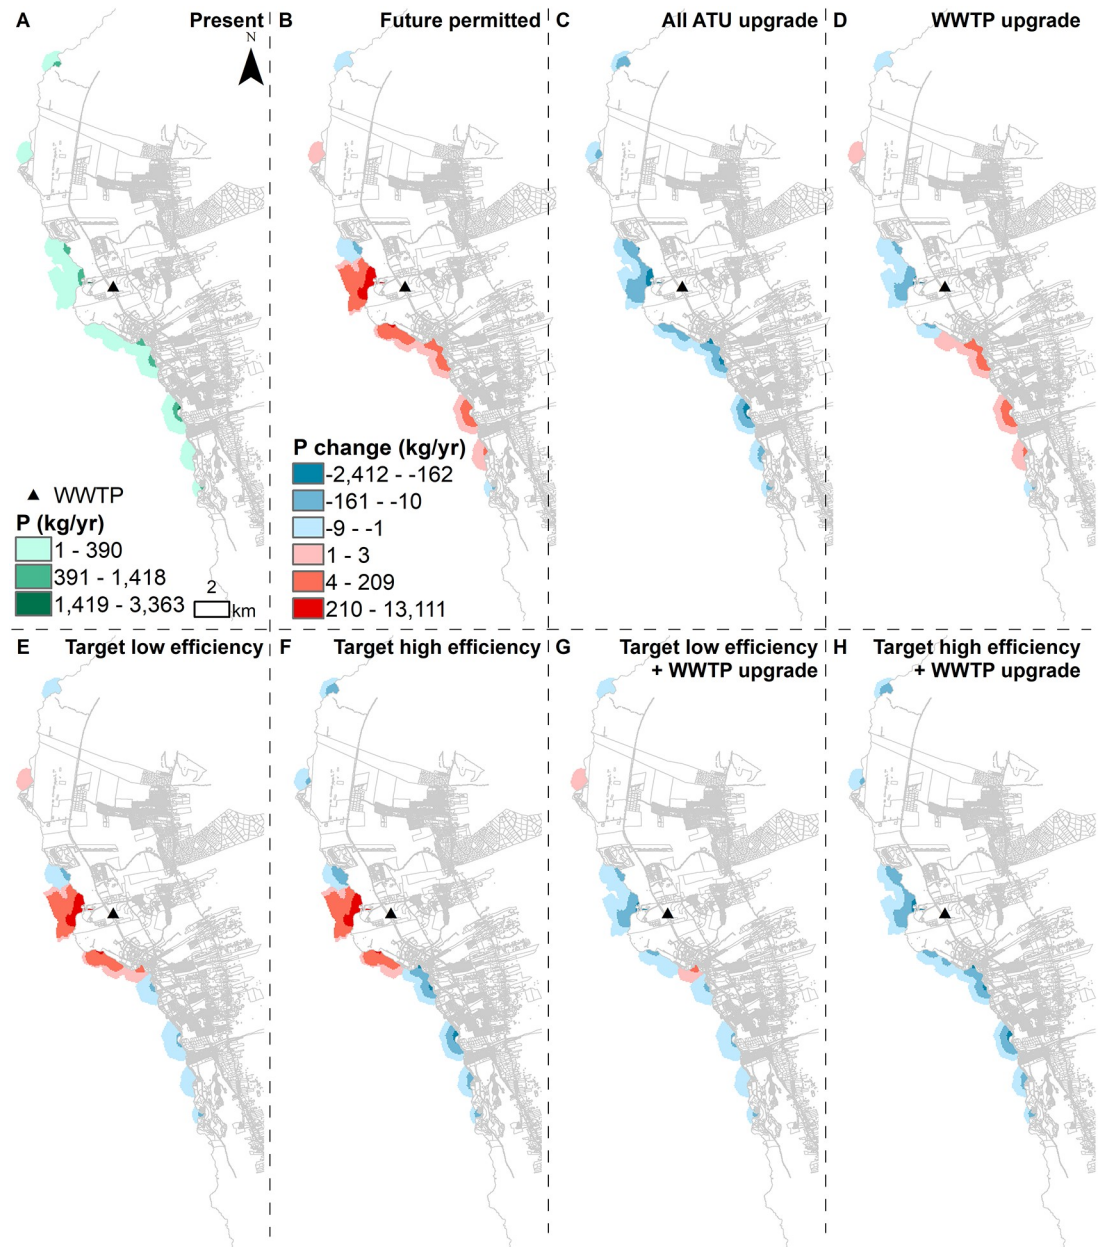 A Present
N
B Future permitted
C All ATU upgrade
D WWTP upgrade
WWTP
P (kg/yr)
1 - 390
391 - 1,418
1,419 - 3,363
2
km
P change (kg/yr)
-2,412 - -162
-161 - -10
-9 - -1
1 - 3
4 - 209
210 - 13,111
E Target low efficiency
F Target high efficiency
G Target low efficiency
+ WWTP upgrade
H Target high efficiency
+ WWTP upgrade